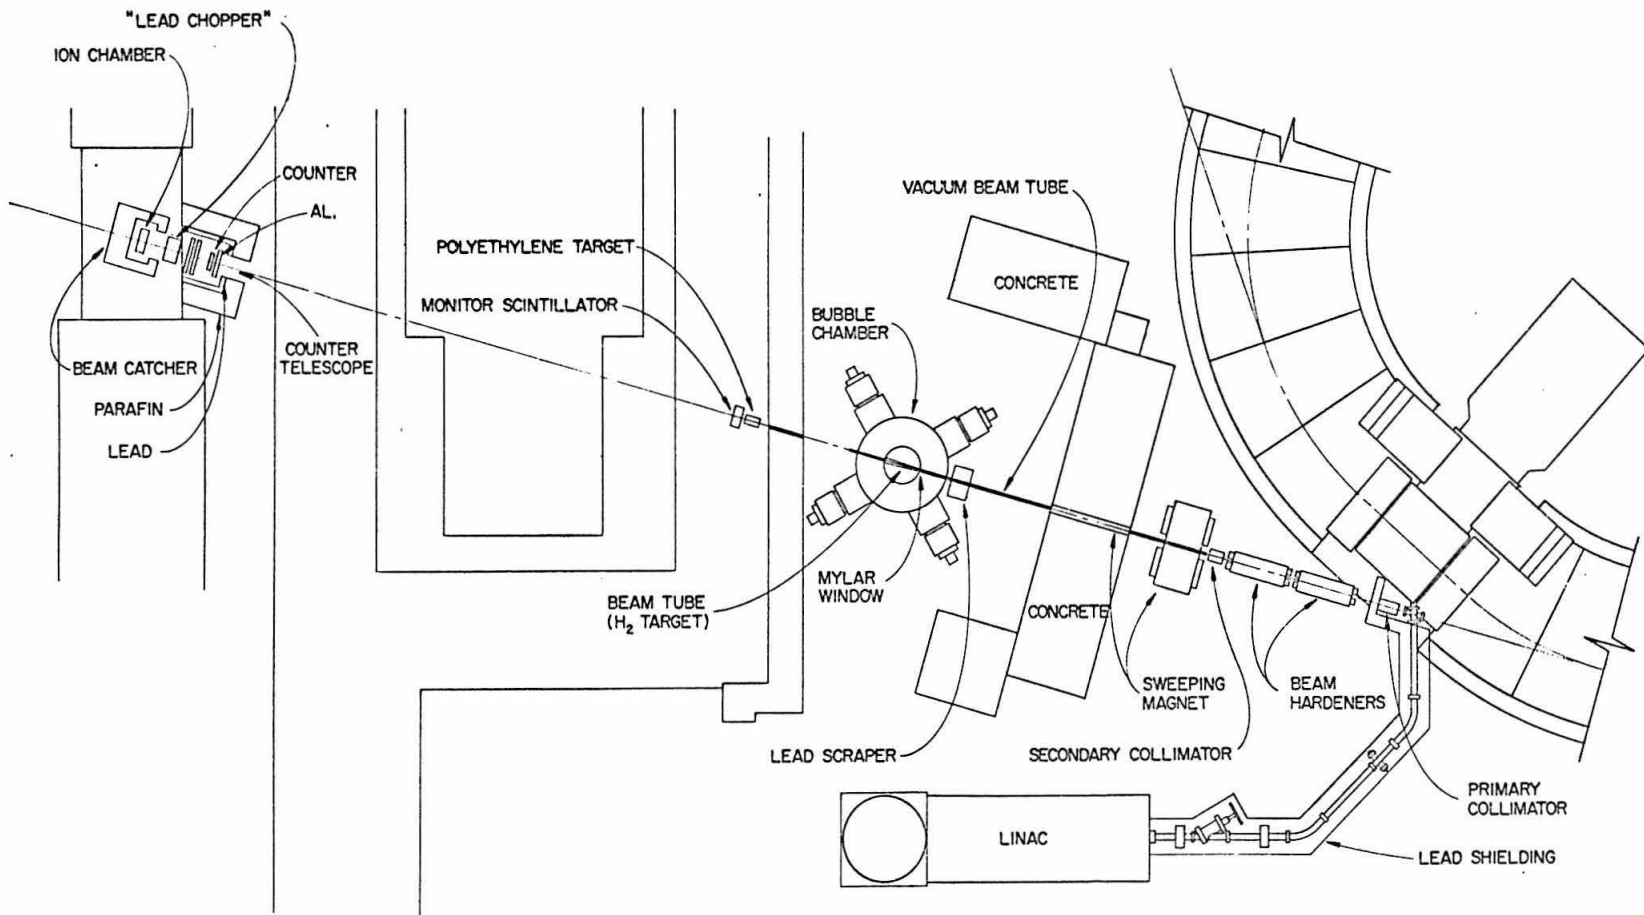 "LEAD CHOPPER"
ION CHAMBER
COUNTER
AL.
VACUUM BEAM TUBE
POLYETHYLENE TARGET
CONCRETE
MONITOR SCINTILLATOR
BUBBLE
CHAMBER
COUNTER
TELESCOPE
BEAM CATCHER
PARAFIN
LEAD
MYLAR
WINDOW
BEAM TUBE
(H2 TARGET)
CONCRETE
SWEEPING
MAGNET
BEAM
HARDENERS
LEAD SCRAPER
SECONDARY COLLIMATOR
PRIMARY
COLLIMATOR
LINAC
LEAD SHIELDING